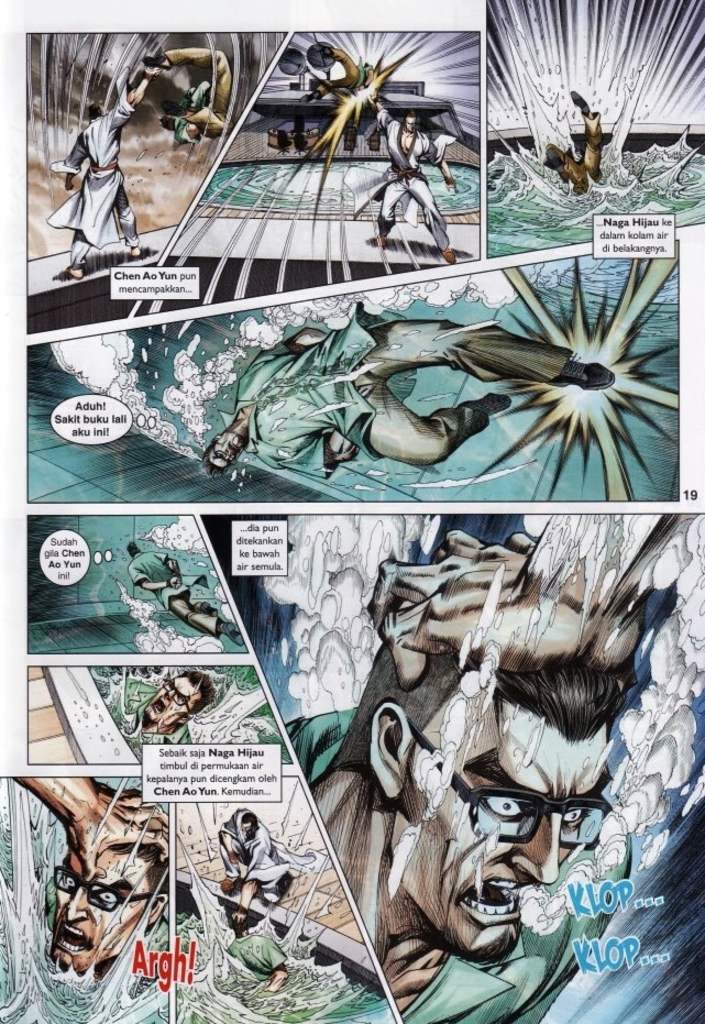 Chen Ao Yun pun
mencampakkan...
...Naga Hijau ke
dalam kolam air
di belakangnya.
Aduh!
Sakit buku lali
aku ini!
19
Sudah
gila Chen
Ao Yun
ini!
...dia pun
ditekankan
ke bawah
air semula.
Sebaik saja Naga Hijau
timbul di permukaan air
kepalanya pun dicengkam oleh
Chen Ao Yun. Kemudian...
Argh!
KLOP...
KLOP...